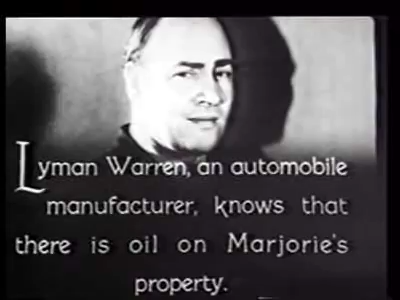 Lyman Warren, an automobile
manufacturer, knows that
there is oil on Marjorie's
property.